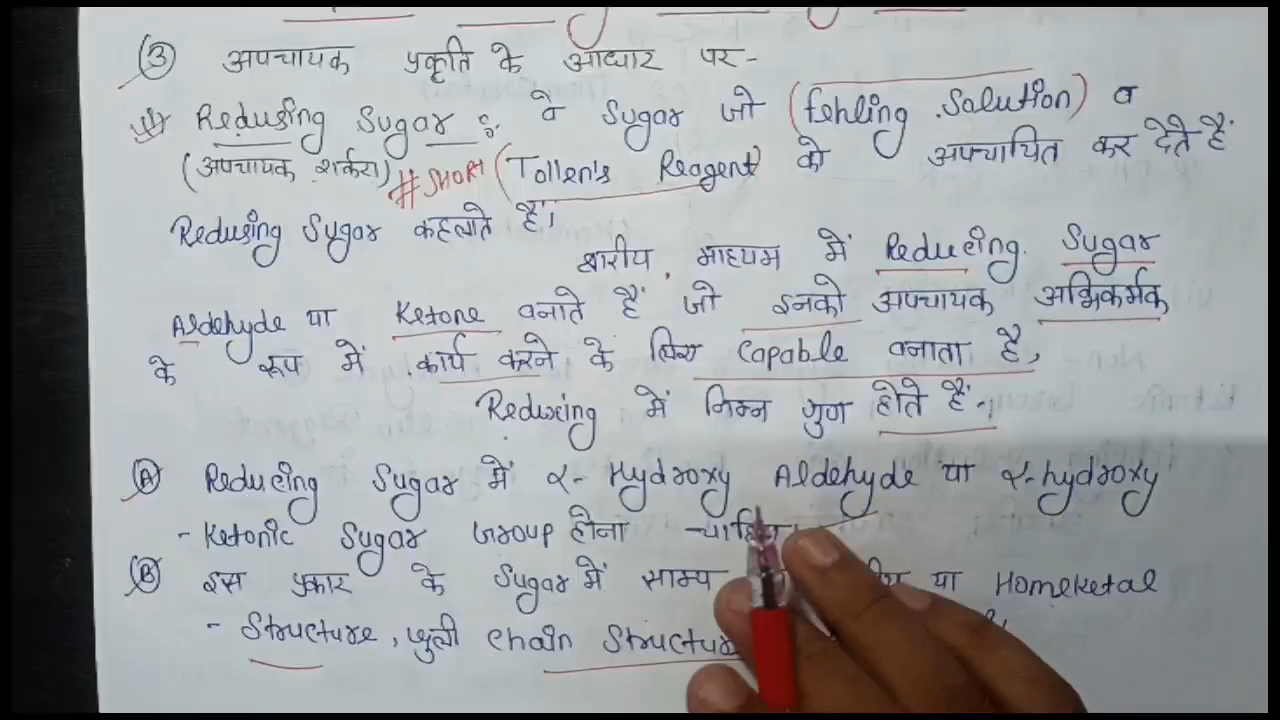 ③ अपचायक प्रकृति के आधार पर-
(i) Reducing Sugar :- वे Sugar जो (fehling Solution) व
(अपचायक शर्करा) #SHORT (Tollen's Reagent) को अपचायित कर देते हैं
Reducing Sugar कहलाते हैं।
क्षारीय माध्यम में Reducing Sugar
Aldehyde या Ketone बनाते हैं जो इनको अपचायक अभिकर्मक
के रूप में कार्य करने के लिए Capable बनाता है,
Reducing में निम्न गुण होते हैं-
Ⓐ Reducing Sugar में α- Hydroxy Aldehyde या α-hydroxy
- Ketonic Sugar Group होना चाहिए
Ⓑ इस प्रकार के Sugar में साम्य या Homeketal
- Structure, खुली Chain Structure